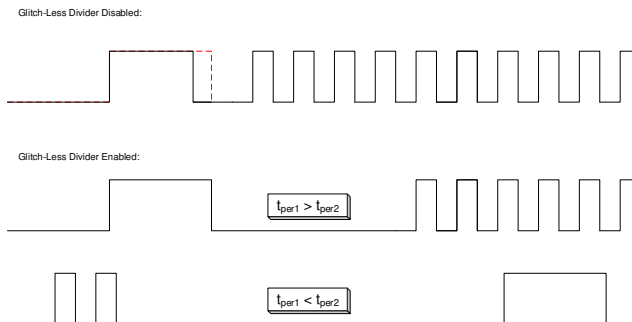 Glitch-Less Divider Disabled:
Glitch-Less Divider Enabled:
tper1 > tper2
tper1 < tper2